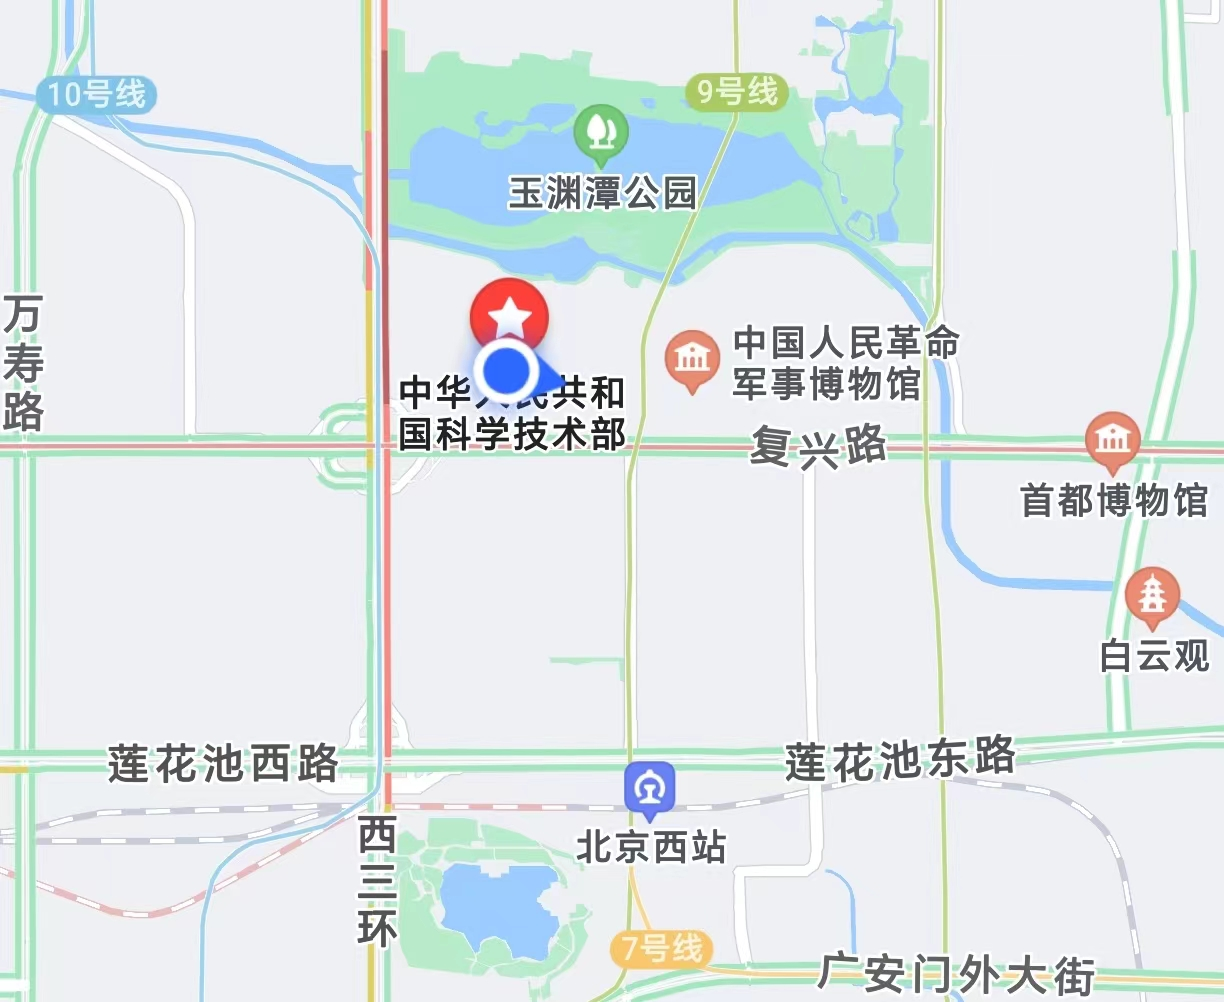 10号线
9号线
玉渊潭公园
万寿路
中国人民革命
军事博物馆
中华人民共和
国科学技术部
复兴路
首都博物馆
白云观
莲花池西路
莲花池东路
西三环
北京西站
7号线
广安门外大街